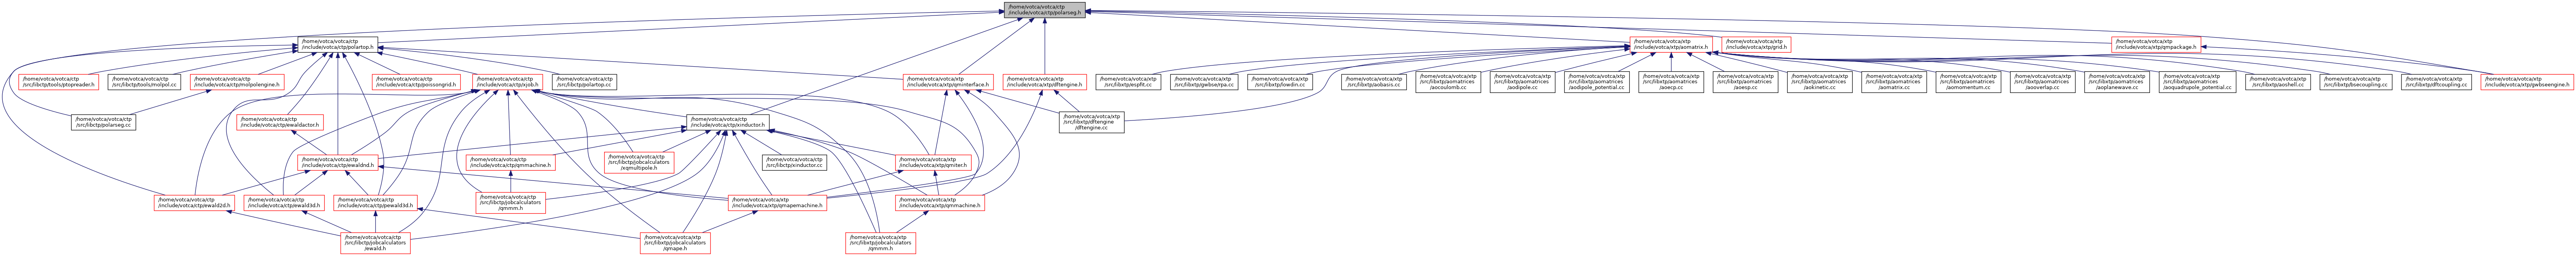 /home/votca/votca/ctp
/include/votca/ctp/polarseg.h
/home/votca/votca/ctp
/include/votca/ctp/polartop.h
/home/votca/votca/xtp
/include/votca/xtp/aomatrix.h
/home/votca/votca/xtp
/include/votca/xtp/grid.h
/home/votca/votca/xtp
/include/votca/xtp/qmpackage.h
/home/votca/votca/ctp
/src/libctp/tools/ptopreader.h
/home/votca/votca/ctp
/src/libctp/tools/molpol.cc
/home/votca/votca/ctp
/include/votca/ctp/molpolengine.h
/home/votca/votca/ctp
/include/votca/ctp/poissongrid.h
/home/votca/votca/ctp
/include/votca/ctp/xjob.h
/home/votca/votca/ctp
/src/libctp/polartop.cc
/home/votca/votca/xtp
/include/votca/xtp/qminterface.h
/home/votca/votca/xtp
/include/votca/xtp/dftengine.h
/home/votca/votca/xtp
/src/libxtp/espfit.cc
/home/votca/votca/xtp
/src/libxtp/gwbse/rpa.cc
/home/votca/votca/xtp
/src/libxtp/lowdin.cc
/home/votca/votca/xtp
/src/libxtp/aobasis.cc
/home/votca/votca/xtp
/src/libxtp/aomatrices
/aocoulomb.cc
/home/votca/votca/xtp
/src/libxtp/aomatrices
/aodipole.cc
/home/votca/votca/xtp
/src/libxtp/aomatrices
/aodipole_potential.cc
/home/votca/votca/xtp
/src/libxtp/aomatrices
/aoecp.cc
/home/votca/votca/xtp
/src/libxtp/aomatrices
/aoesp.cc
/home/votca/votca/xtp
/src/libxtp/aomatrices
/aokinetic.cc
/home/votca/votca/xtp
/src/libxtp/aomatrices
/aomatrix.cc
/home/votca/votca/xtp
/src/libxtp/aomatrices
/aomomentum.cc
/home/votca/votca/xtp
/src/libxtp/aomatrices
/aooverlap.cc
/home/votca/votca/xtp
/src/libxtp/aomatrices
/aoplanewave.cc
/home/votca/votca/xtp
/src/libxtp/aomatrices
/aoquadrupole_potential.cc
/home/votca/votca/xtp
/src/libxtp/aoshell.cc
/home/votca/votca/xtp
/src/libxtp/bsecoupling.cc
/home/votca/votca/xtp
/src/libxtp/dftcoupling.cc
/home/votca/votca/xtp
/include/votca/xtp/gwbseengine.h
/home/votca/votca/ctp
/src/libctp/polarseg.cc
/home/votca/votca/ctp
/include/votca/ctp/ewaldactor.h
/home/votca/votca/ctp
/include/votca/ctp/xinductor.h
/home/votca/votca/xtp
/src/libxtp/dftengine
/dftengine.cc
/home/votca/votca/ctp
/include/votca/ctp/ewaldnd.h
/home/votca/votca/ctp
/include/votca/ctp/qmmachine.h
/home/votca/votca/ctp
/src/libctp/jobcalculators
/xqmultipole.h
/home/votca/votca/ctp
/src/libctp/xinductor.cc
/home/votca/votca/xtp
/include/votca/xtp/qmiter.h
/home/votca/votca/ctp
/include/votca/ctp/ewald2d.h
/home/votca/votca/ctp
/include/votca/ctp/ewald3d.h
/home/votca/votca/ctp
/include/votca/ctp/pewald3d.h
/home/votca/votca/ctp
/src/libctp/jobcalculators
/qmmm.h
/home/votca/votca/xtp
/include/votca/xtp/qmapemachine.h
/home/votca/votca/xtp
/include/votca/xtp/qmmachine.h
/home/votca/votca/ctp
/src/libctp/jobcalculators
/ewald.h
/home/votca/votca/xtp
/src/libxtp/jobcalculators
/qmape.h
/home/votca/votca/xtp
/src/libxtp/jobcalculators
/qmmm.h